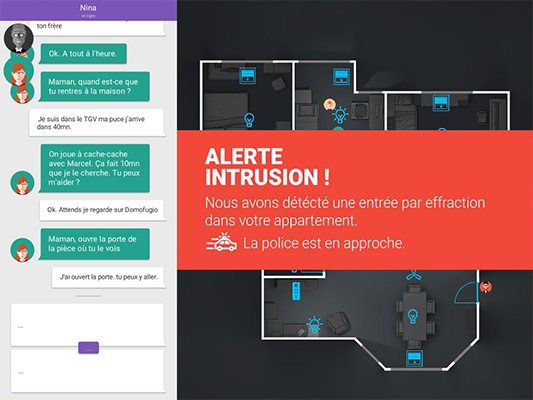 Nina
en ligne
ton frère
Ok. A tout à l'heure.
Maman, quand est-ce que
tu rentres à la maison ?
Je suis dans le TGV ma puce j'arrive
dans 40mn.
On joue à cache-cache
avec Marcel. Ça fait 10mn
que je le cherche. Tu peux
m'aider ?
Ok. Attends je regarde sur Domofugio
Maman, ouvre la porte de
la pièce où tu le vois
J'ai ouvert la porte. tu peux y aller.
...
...
...
ALERTE
INTRUSION !
Nous avons détécté une entrée par effraction
dans votre appartement.
La police est en approche.